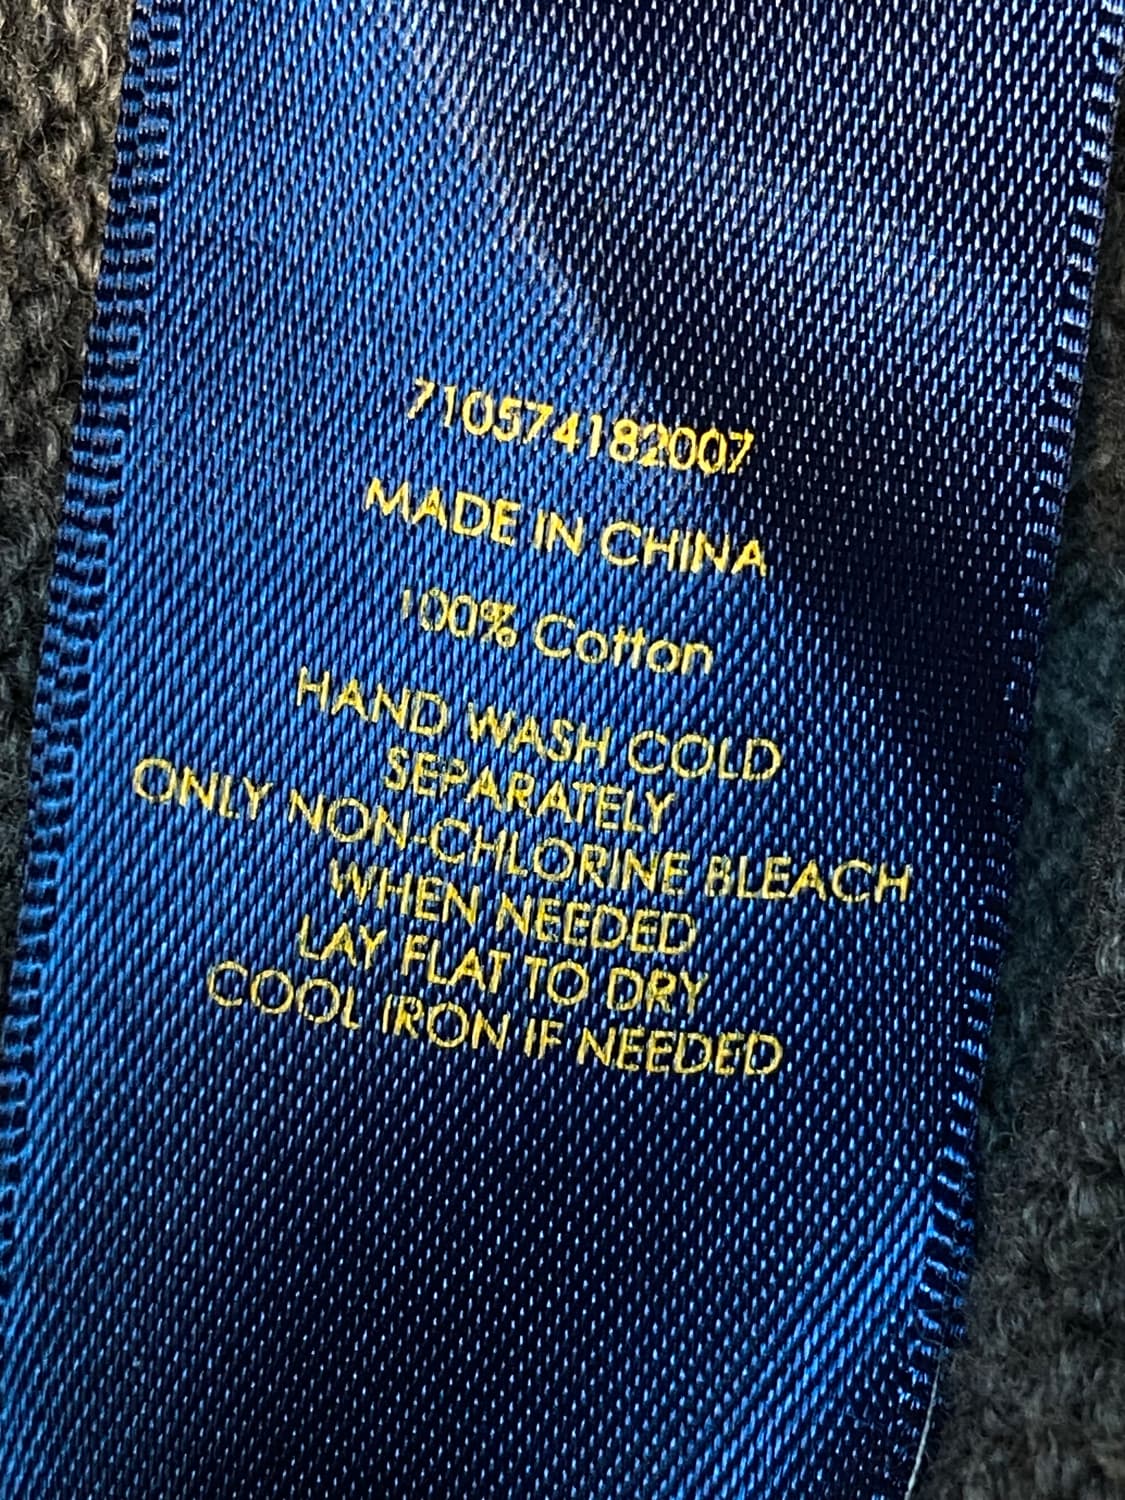 710574182007
MADE IN CHINA
100% Cotton
HAND WASH COLD
SEPARATELY
ONLY NON-CHLORINE BLEACH
WHEN NEEDED
LAY FLAT TO DRY
COOL IRON IF NEEDED